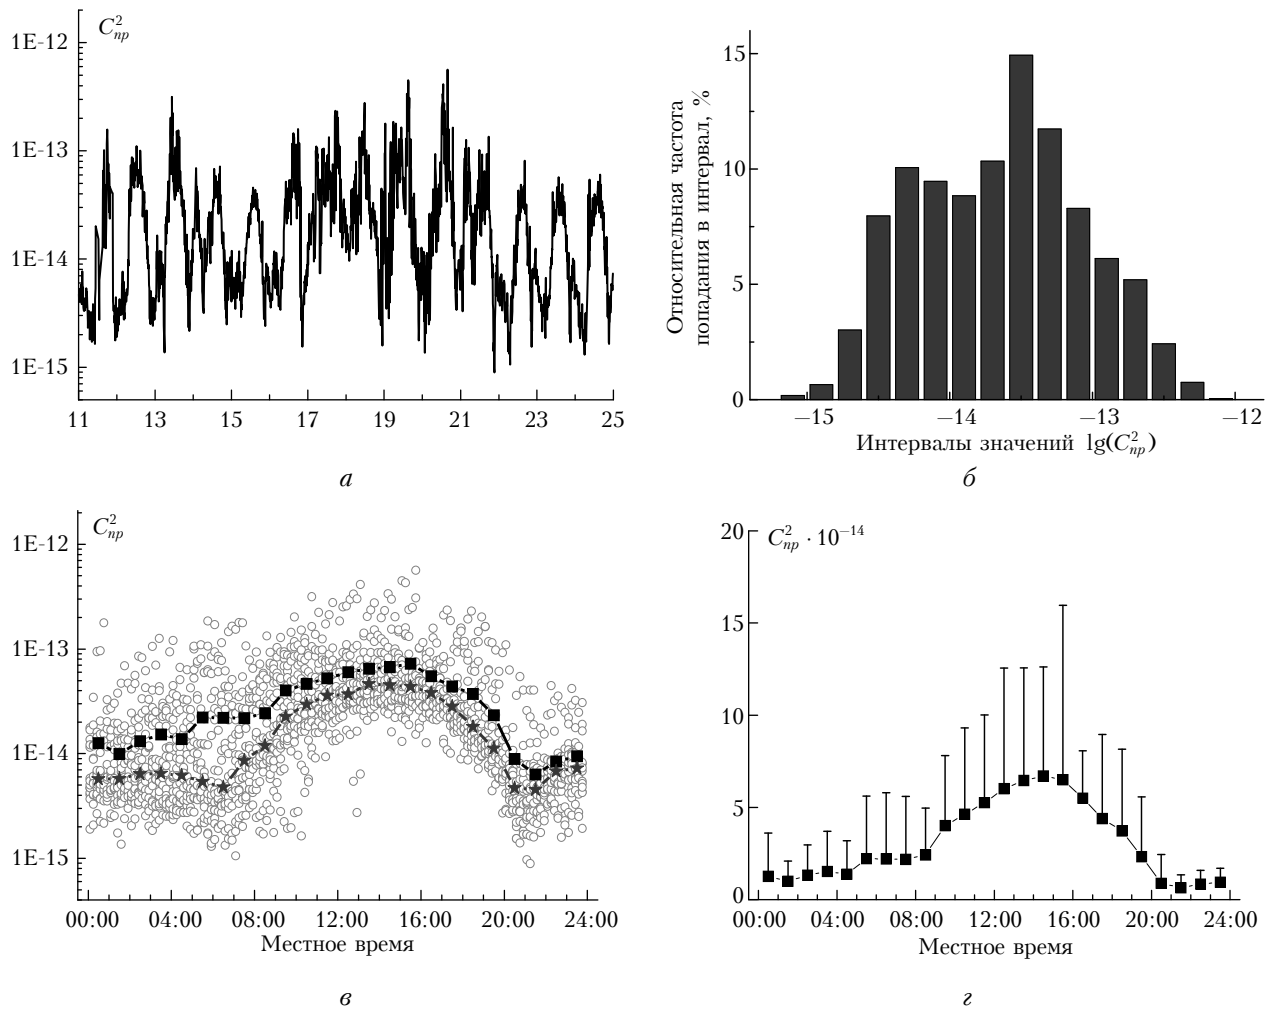 C²пр
1E-12
1E-13
1E-14
1E-15
11 13 15 17 19 21 23 25
а
Относительная частота
попадания в интервал, %
15
10
5
0
−15 −14 −13 −12
Интервалы значений lg(C²пр)
б
C²пр
1E-12
1E-13
1E-14
1E-15
00:00 04:00 08:00 12:00 16:00 20:00 24:00
Местное время
в
C²пр · 10⁻¹⁴
20
15
10
5
0
00:00 04:00 08:00 12:00 16:00 20:00 24:00
Местное время
г